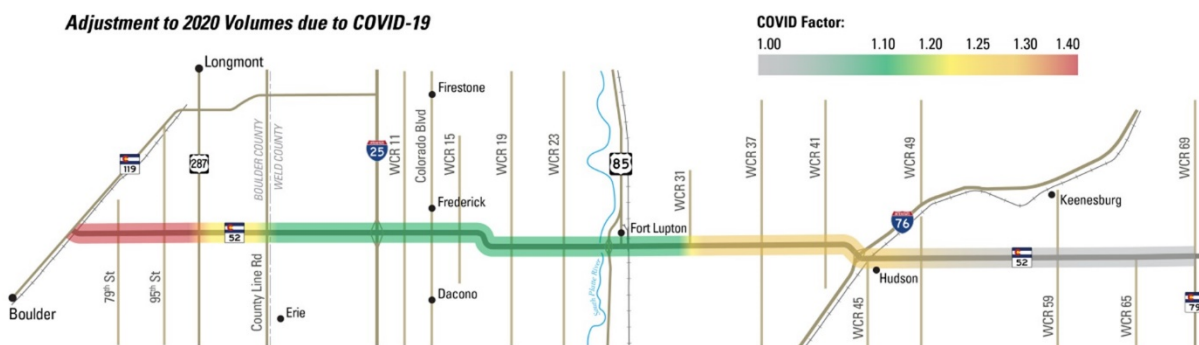 Adjustment to 2020 Volumes due to COVID-19
COVID Factor:
1.00 1.10 1.20 1.25 1.30 1.40
Longmont
Firestone
119
287
BOULDER COUNTY
WELD COUNTY
25
WCR 11
Colorado Blvd
WCR 15
WCR 19
WCR 23
85
WCR 31
WCR 37
WCR 41
WCR 49
WCR 69
Frederick
Keenesburg
76
52
Fort Lupton
52
Hudson
79th St
95th St
County Line Rd
Erie
Dacono
South Platte River
WCR 45
WCR 59
WCR 65
79
Boulder